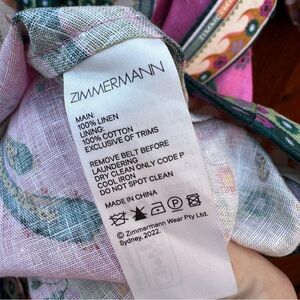 ZIMMERMANN
MAIN:
100% LINEN
LINING:
100% COTTON
EXCLUSIVE OF TRIMS
REMOVE BELT BEFORE
LAUNDERING
DRY CLEAN ONLY CODE P
COOL IRON
DO NOT SPOT CLEAN
MADE IN CHINA
P
© Zimmermann Wear Pty Ltd.
Sydney, 2022.